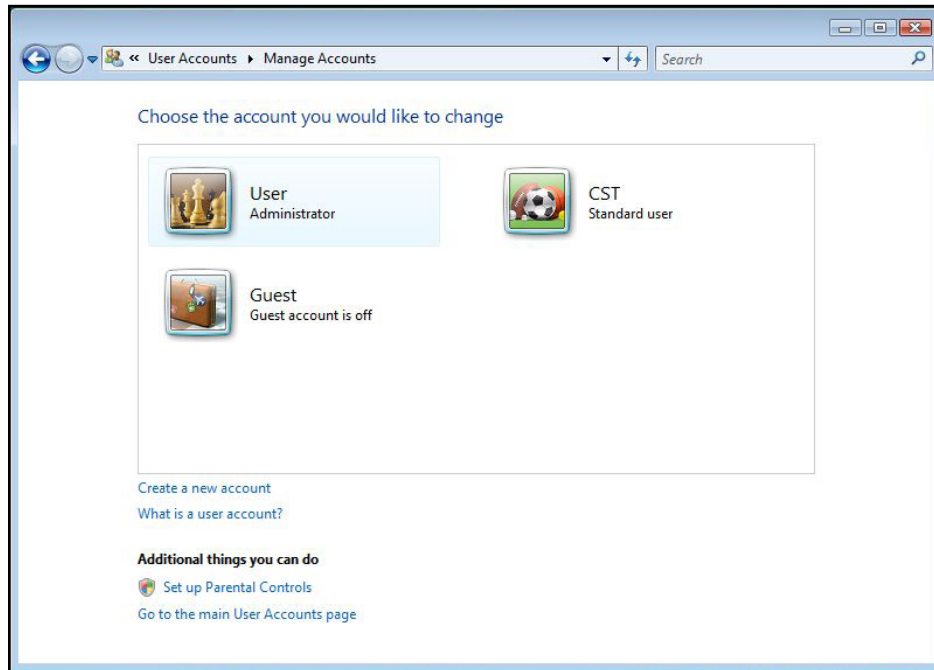 « User Accounts ▸ Manage Accounts
Search
Choose the account you would like to change
User
Administrator
CST
Standard user
Guest
Guest account is off
Create a new account
What is a user account?
Additional things you can do
Set up Parental Controls
Go to the main User Accounts page